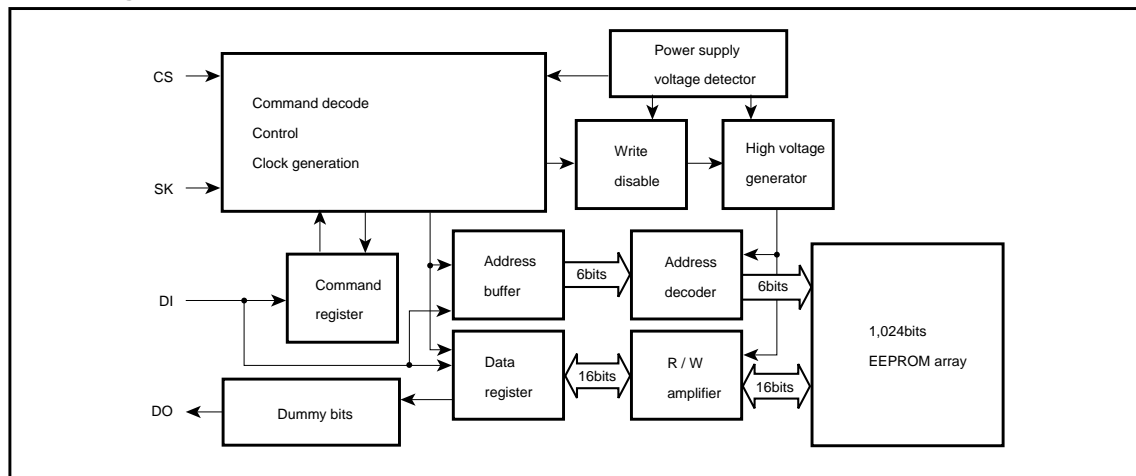 Power supply
voltage detector
CS
Command decode
Control
Clock generation
SK
Write
disable
High voltage
generator
DI
Command
register
Address
buffer
6bits
Address
decoder
6bits
1,024bits
EEPROM array
Data
register
16bits
R / W
amplifier
16bits
DO
Dummy bits